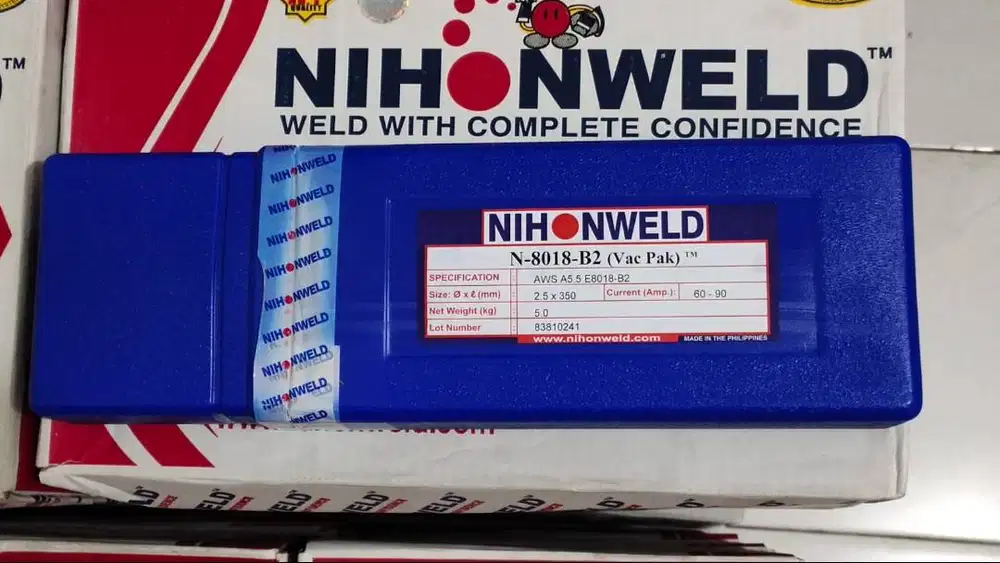 QUALITY
TM
NIHONWELD™
WELD WITH COMPLETE CONFIDENCE
NIHONWELD
NIHONWELD
NIHONWELD
NIHONWELD
NIHONWELD
NIHONWELD
NIHONWELD
NIHONWELD
NIHONWELD
NIHONWELD
N-8018-B2 (Vac Pak) ™
SPECIFICATION : AWS A5.5 E8018-B2
Size: Ø x ℓ (mm) : 2.5 x 350 Current (Amp.): 60 - 90
Net Weight (kg) : 5.0
Lot Number : 83810241
www.nihonweld.com MADE IN THE PHILIPPINES